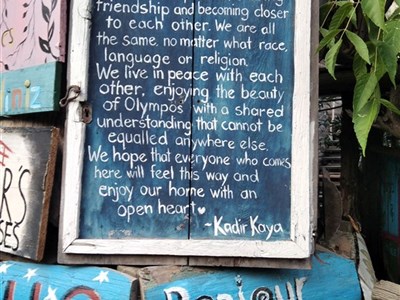 friendship and becoming closer
to each other. We are all
the same, no matter what race,
language or religion.
We live in peace with each
other, enjoying the beauty
of Olympos with a shared
understanding that cannot be
equalled anywhere else.
We hope that everyone who comes
here will feel this way and
enjoy our home with an
open heart
~Kadir Kaya